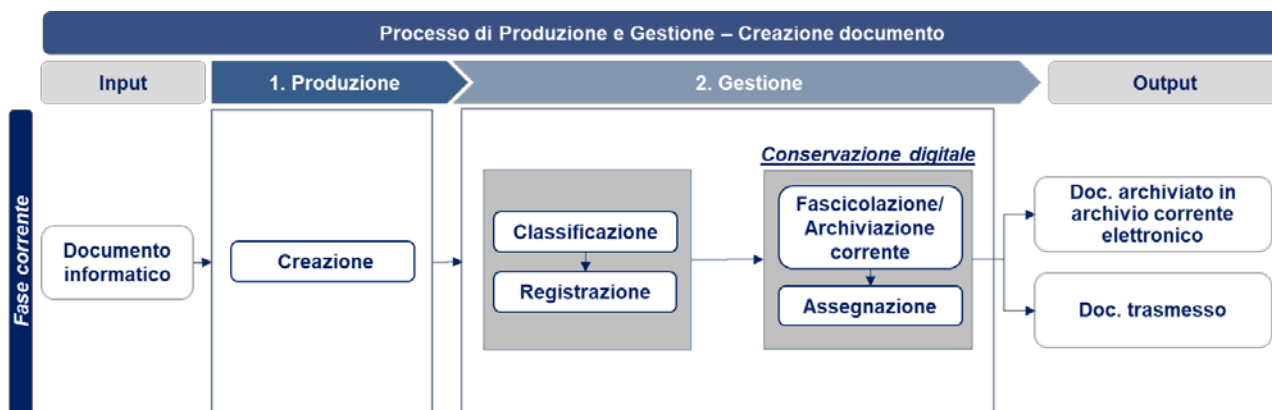 Processo di Produzione e Gestione – Creazione documento
Input
1. Produzione
2. Gestione
Output
Fase corrente
Documento
informatico
Creazione
Classificazione
Registrazione
Conservazione digitale
Fascicolazione/
Archiviazione
corrente
Assegnazione
Doc. archiviato in
archivio corrente
elettronico
Doc. trasmesso